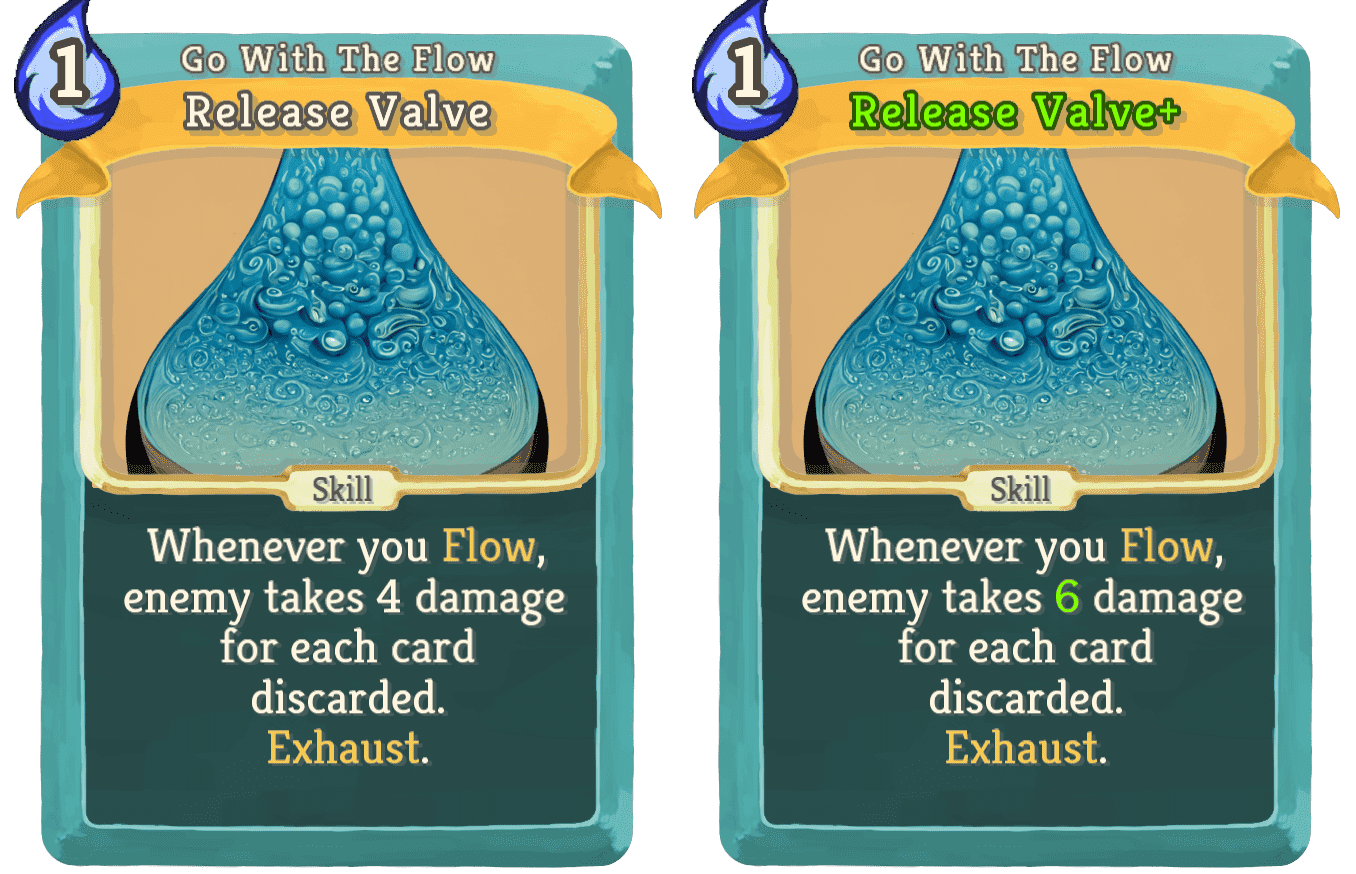 1
Go With The Flow
Release Valve
Skill
Whenever you Flow,
enemy takes 4 damage
for each card
discarded.
Exhaust.
1
Go With The Flow
Release Valve+
Skill
Whenever you Flow,
enemy takes 6 damage
for each card
discarded.
Exhaust.